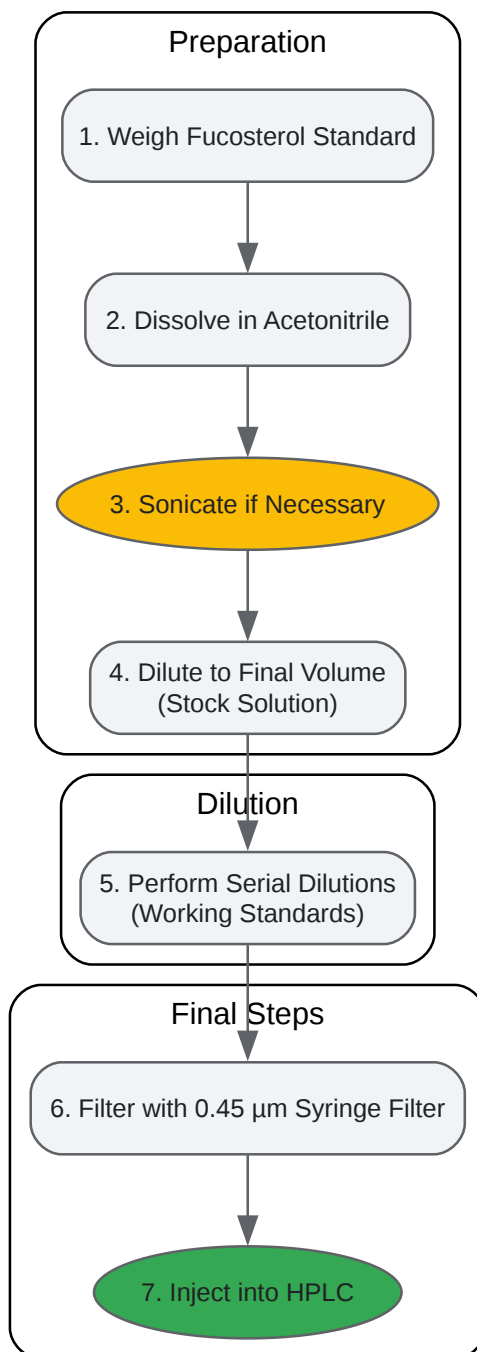 Preparation
1. Weigh Fucosterol Standard
2. Dissolve in Acetonitrile
3. Sonicate if Necessary
4. Dilute to Final Volume
(Stock Solution)
Dilution
5. Perform Serial Dilutions
(Working Standards)
Final Steps
6. Filter with 0.45 µm Syringe Filter
7. Inject into HPLC